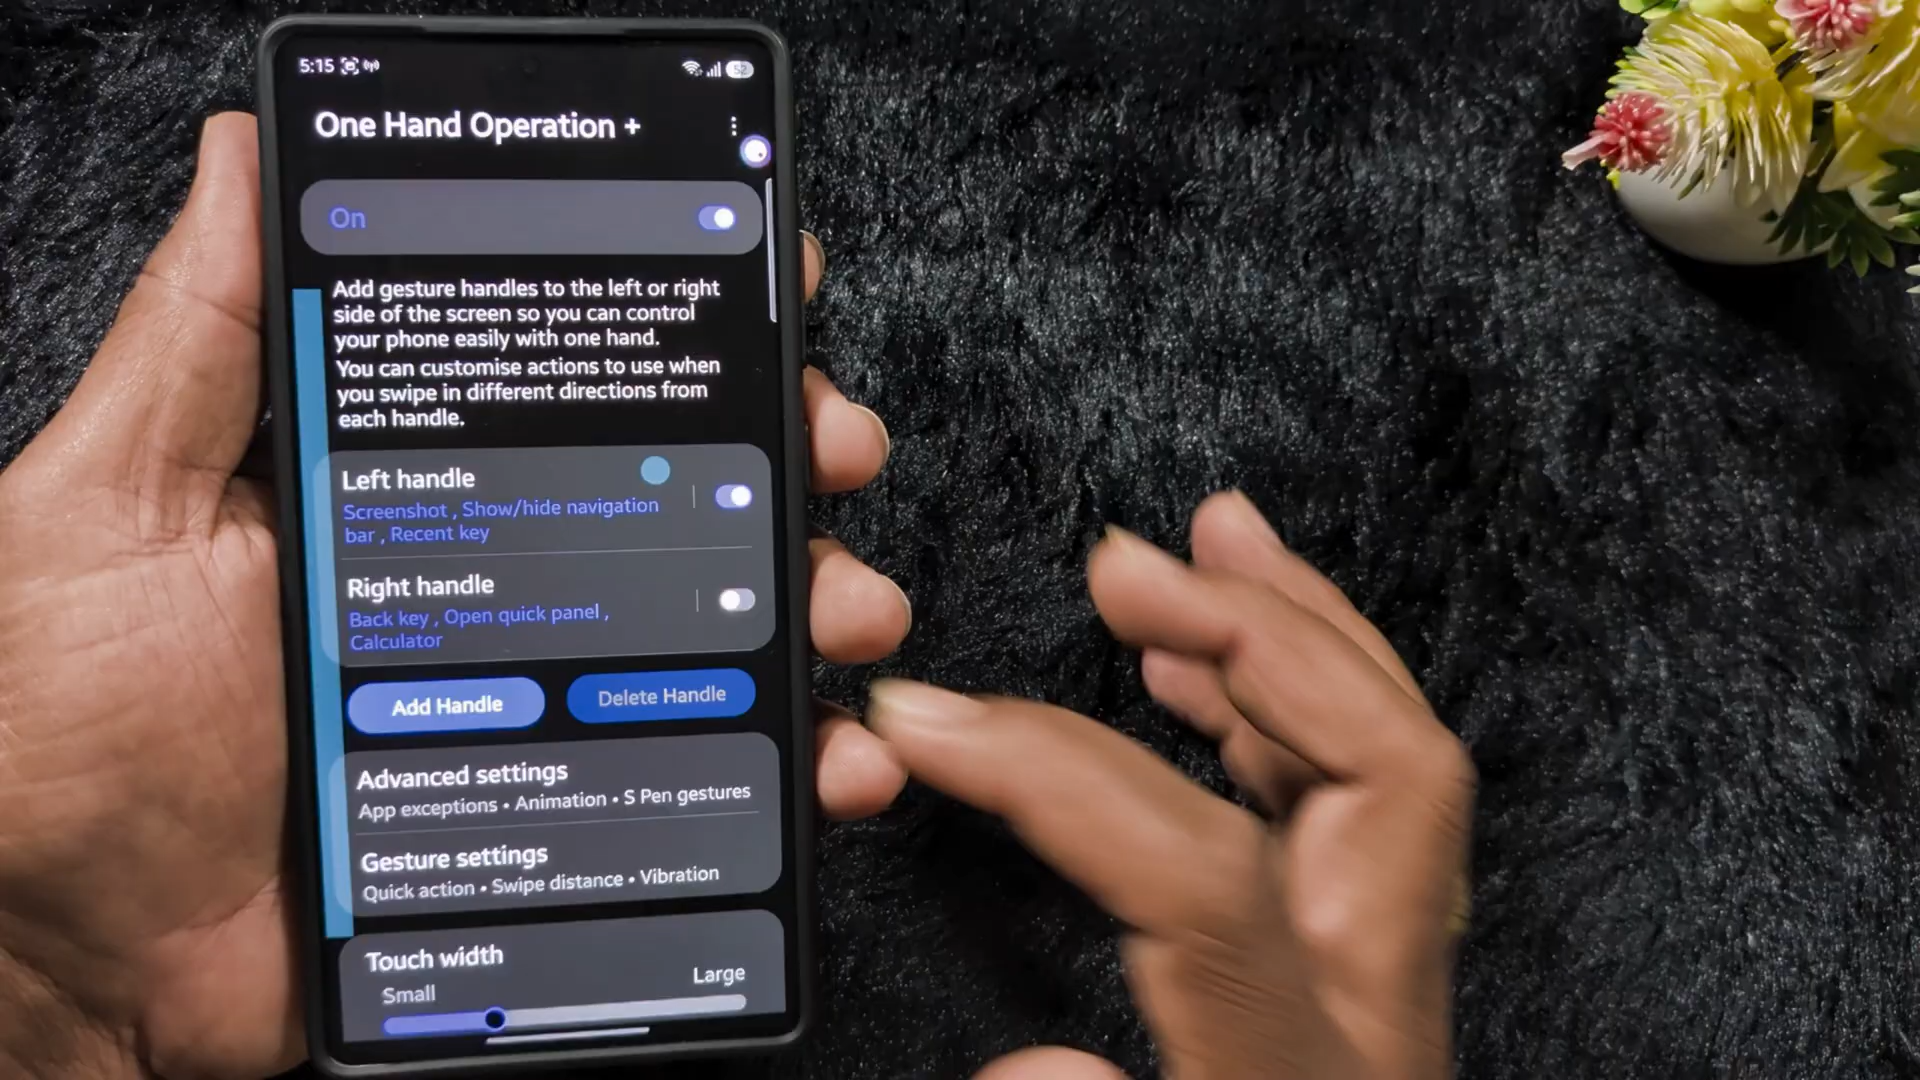 5:15
52
One Hand Operation +
On
Add gesture handles to the left or right
side of the screen so you can control
your phone easily with one hand.
You can customise actions to use when
you swipe in different directions from
each handle.
Left handle
Screenshot , Show/hide navigation
bar , Recent key
Right handle
Back key , Open quick panel ,
Calculator
Add Handle
Delete Handle
Advanced settings
App exceptions • Animation • S Pen gestures
Gesture settings
Quick action • Swipe distance • Vibration
Touch width
Small
Large